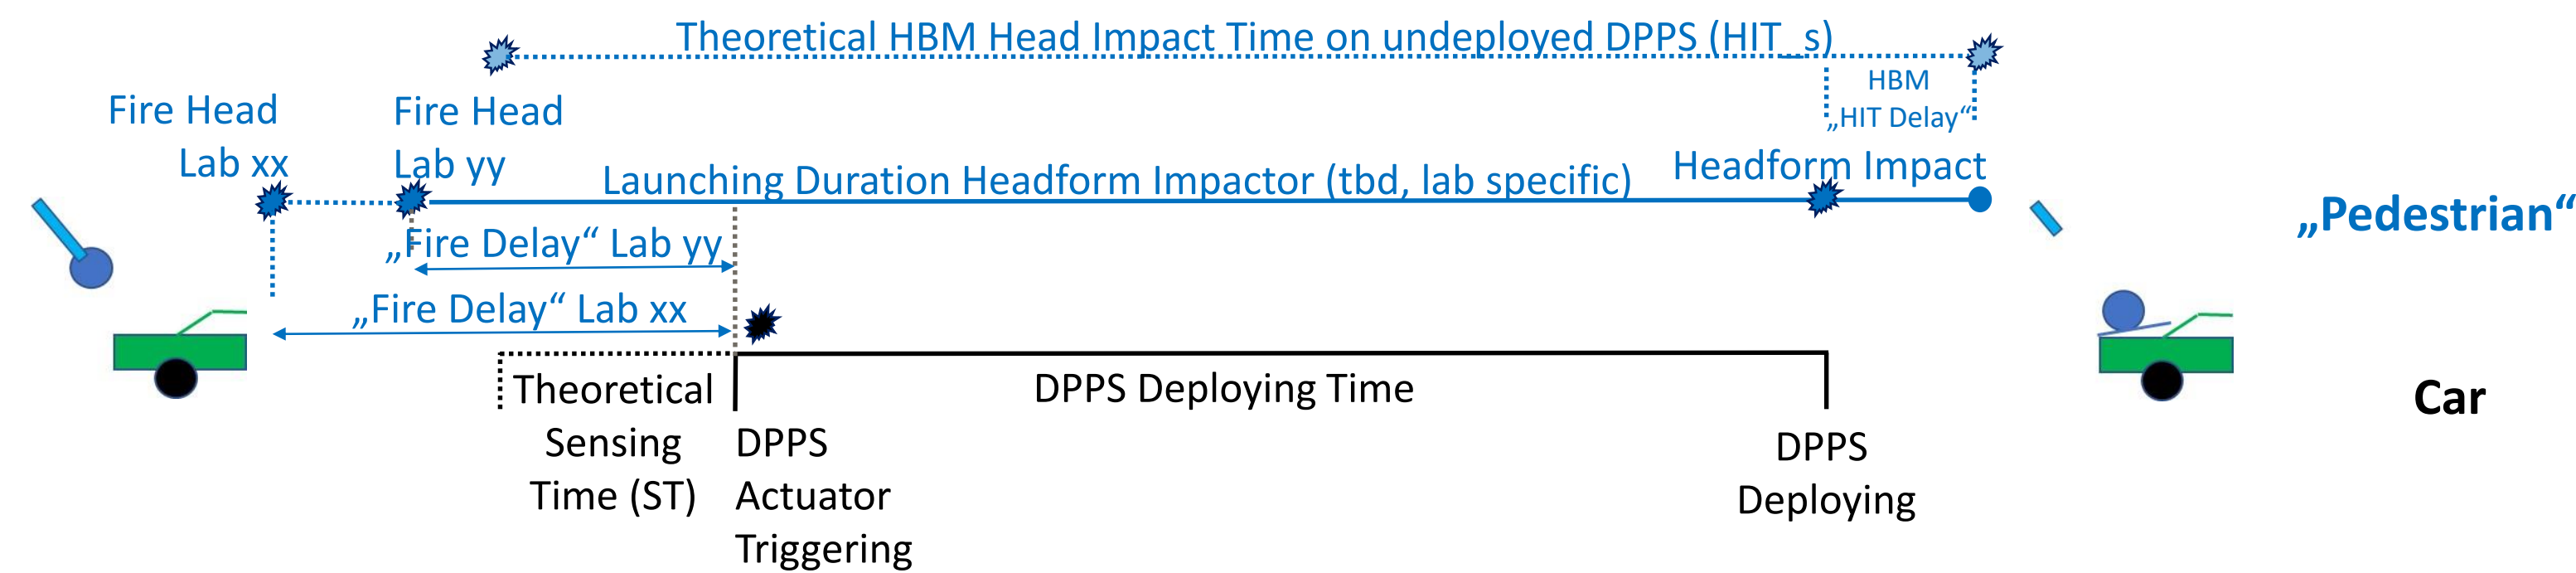 Theoretical HBM Head Impact Time on undeployed DPPS (HIT_s)
HBM
„HIT Delay“
Fire Head
Lab xx
Fire Head
Lab yy
Launching Duration Headform Impactor (tbd, lab specific)
Headform Impact
„Pedestrian“
„Fire Delay“ Lab yy
„Fire Delay“ Lab xx
Theoretical
Sensing
Time (ST)
DPPS Deploying Time
Car
DPPS
Actuator
Triggering
DPPS
Deploying